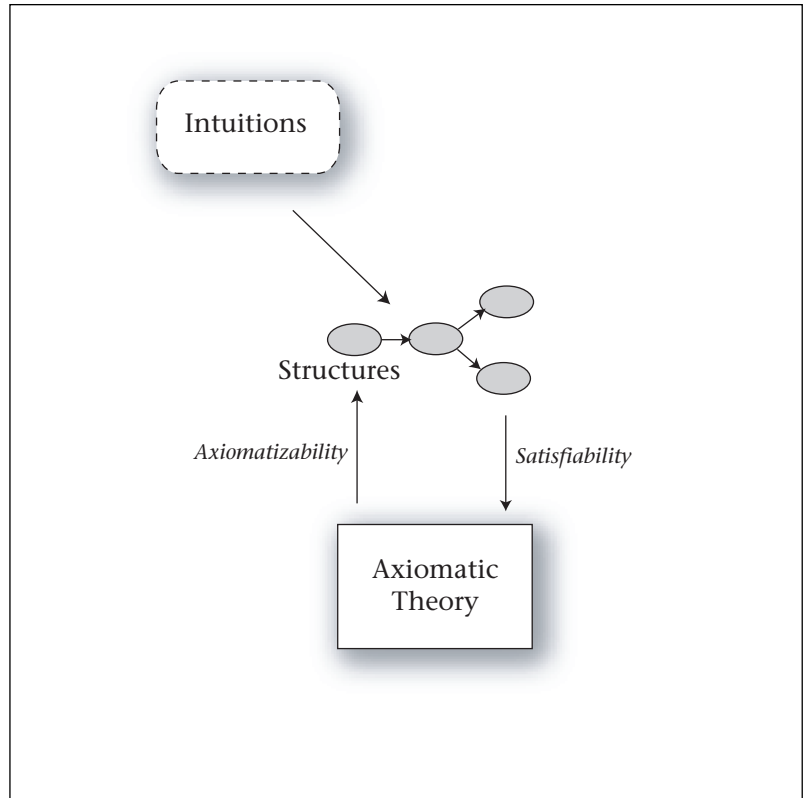 Intuitions
Structures
Axiomatizability
Satisfiability
Axiomatic
Theory